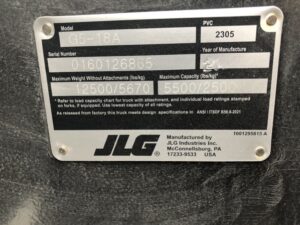 Model PVC
G5-18A 2305
Serial Number Year of Manufacture
0160126865
Maximum Weight Without Attachments (lbs/kg) Maximum Capacity (lbs/kg)
12500/5670 5500/2500
* Refer to load capacity chart for truck with attachment, and individual load ratings stamped
on forks, if equipped. Use lowest capacity of all ratings.
As released from factory this truck meets design specifications in ANSI / ITSDF B56.6-2021
JLG
Manufactured by
JLG Industries Inc.
McConnellsburg, PA
17233-9533 USA
1001295815 A